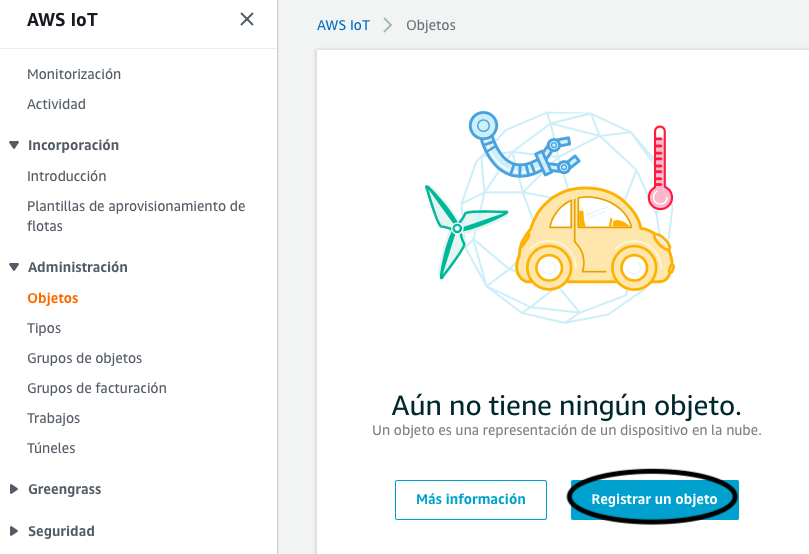 AWS IoT
Monitorización
Actividad
Incorporación
Introducción
Plantillas de aprovisionamiento de
flotas
Administración
Objetos
Tipos
Grupos de objetos
Grupos de facturación
Trabajos
Túneles
Greengrass
Seguridad
AWS IoT > Objetos
Aún no tiene ningún objeto.
Un objeto es una representación de un dispositivo en la nube.
Más información
Registrar un objeto